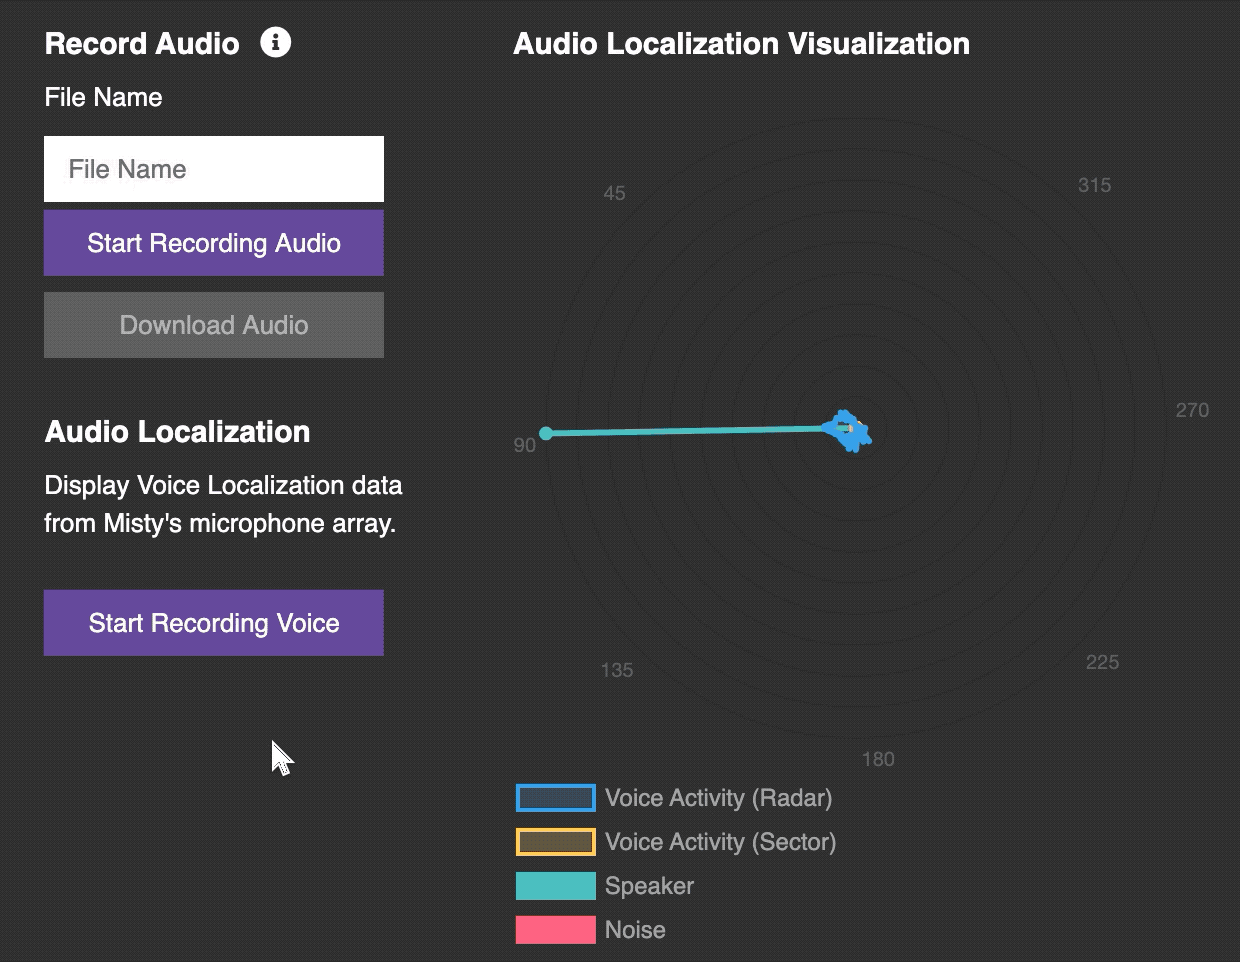 Record Audio
File Name
File Name
Start Recording Audio
Download Audio
Audio Localization
Display Voice Localization data
from Misty's microphone array.
Start Recording Voice
Audio Localization Visualization
45
315
90
270
135
225
180
Voice Activity (Radar)
Voice Activity (Sector)
Speaker
Noise